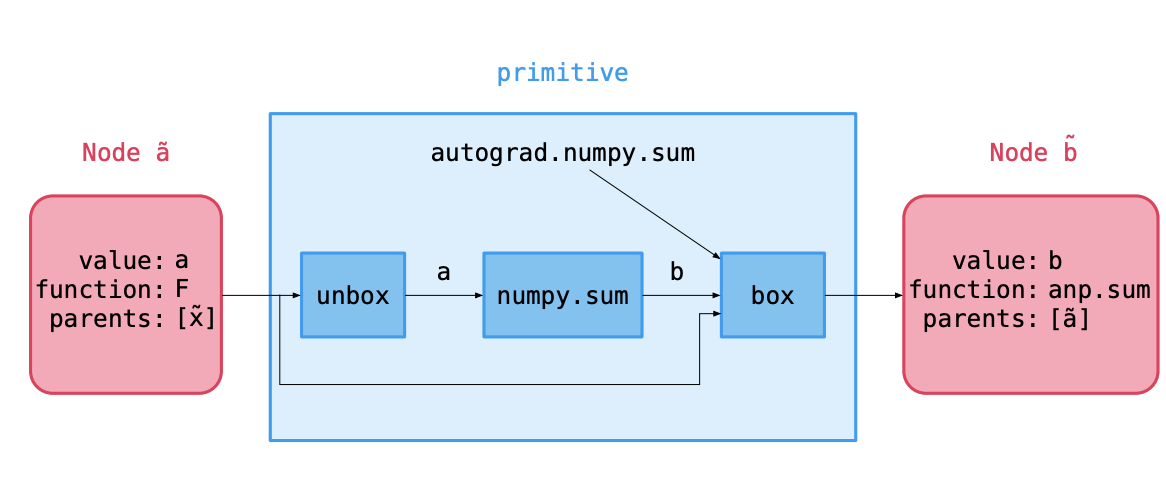 primitive
Node ã
autograd.numpy.sum
Node b̃
value: a
function: F
parents: [x̃]
unbox
a
numpy.sum
b
box
value: b
function: anp.sum
parents: [ã]